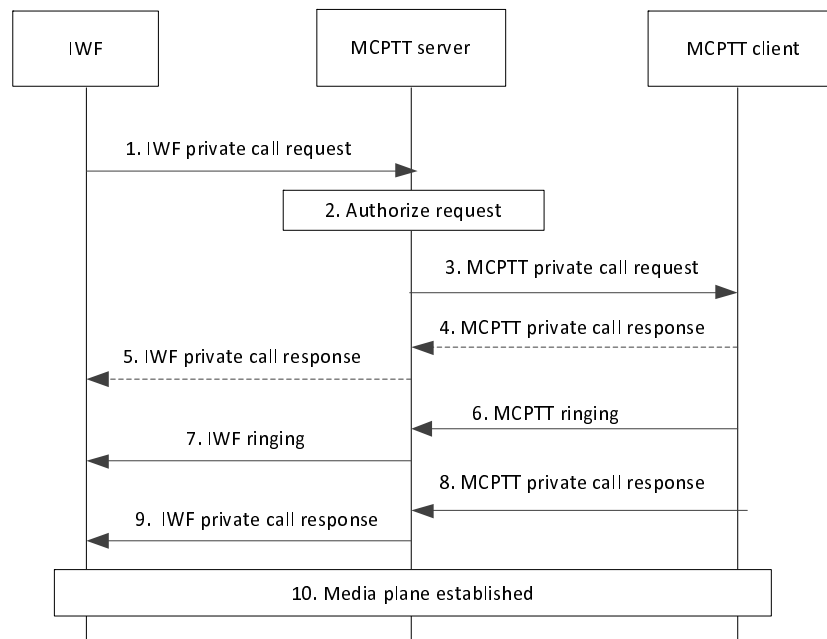 IWF
MCPTT server
MCPTT client
1. IWF private call request
2. Authorize request
3. MCPTT private call request
4. MCPTT private call response
5. IWF private call response
6. MCPTT ringing
7. IWF ringing
8. MCPTT private call response
9. IWF private call response
10. Media plane established